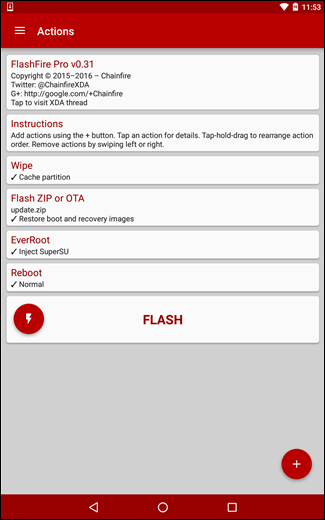 11:53
Actions
FlashFire Pro v0.31
Copyright © 2015–2016 – Chainfire
Twitter: @ChainfireXDA
G+: http://google.com/+Chainfire
Tap to visit XDA thread
Instructions
Add actions using the + button. Tap an action for details. Tap-hold-drag to rearrange action
order. Remove actions by swiping left or right.
Wipe
✓ Cache partition
Flash ZIP or OTA
update.zip
✓ Restore boot and recovery images
EverRoot
✓ Inject SuperSU
Reboot
✓ Normal
FLASH